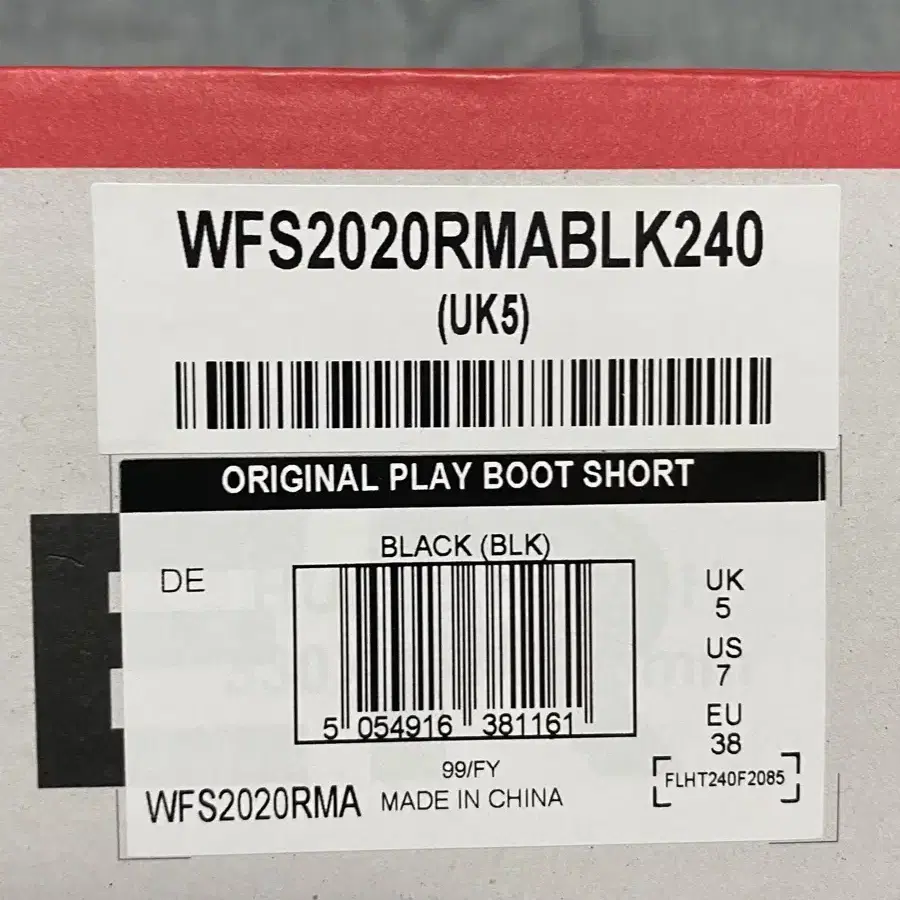 WFS2020RMABLK240
(UK5)
ORIGINAL PLAY BOOT SHORT
BLACK (BLK)
DE
5 054916 381161
UK
5
US
7
EU
38
99/FY
FLHT240F2085
WFS2020RMA MADE IN CHINA